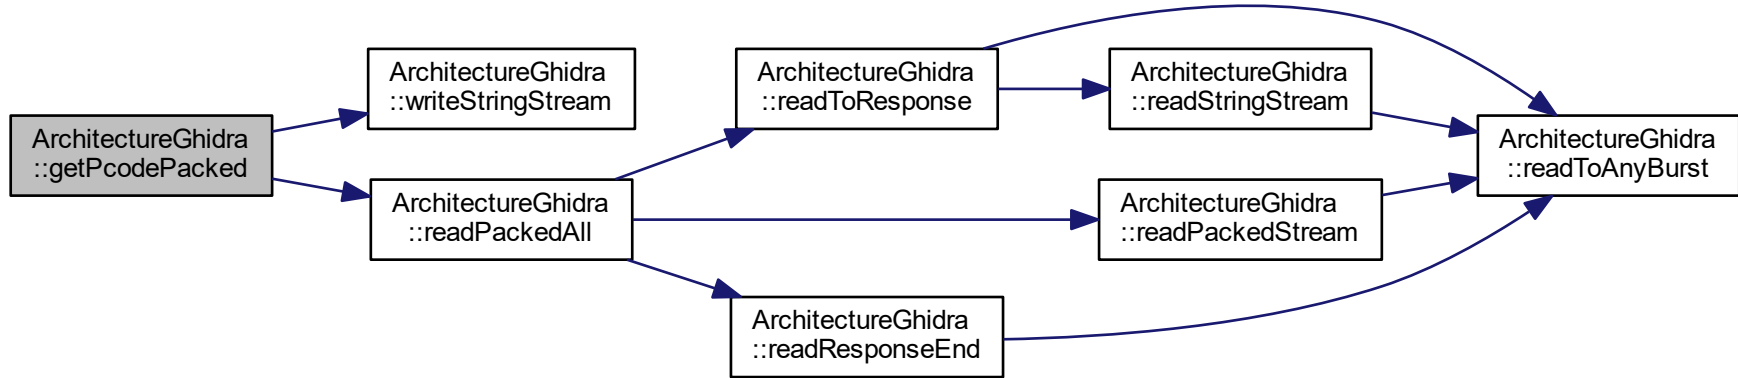 ArchitectureGhidra
::getPcodePacked
ArchitectureGhidra
::writeStringStream
ArchitectureGhidra
::readPackedAll
ArchitectureGhidra
::readToResponse
ArchitectureGhidra
::readResponseEnd
ArchitectureGhidra
::readStringStream
ArchitectureGhidra
::readPackedStream
ArchitectureGhidra
::readToAnyBurst